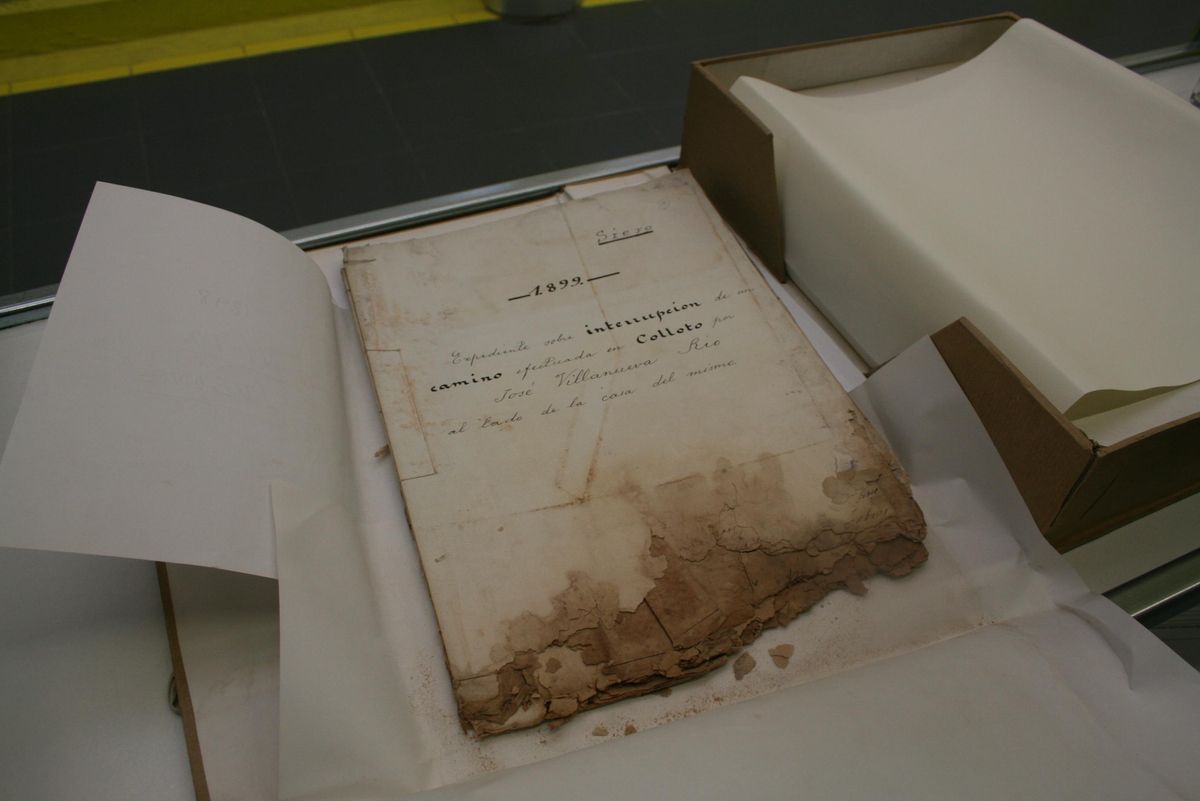 Siero
1899.
Expediente sobre interrupcion de un
camino efectuada en Colloto por
José Villanueva Rio
al lado de la casa del mismo.